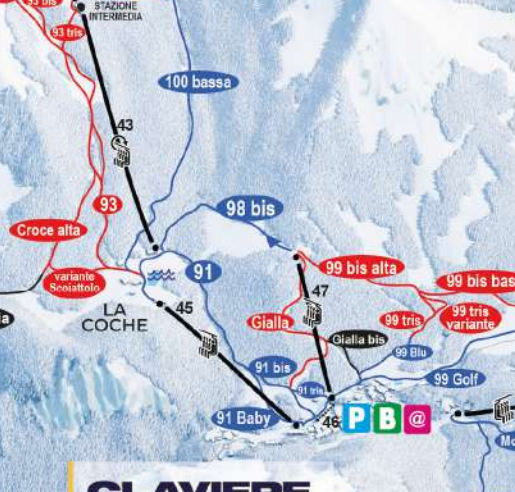 93 bis
STAZIONE
INTERMEDIA
93 tris
100 bassa
43
93
98 bis
Croce alta
91
99 bis alta
variante
Scoiattolo
99 bis bas
47
45
LA
COCHE
Gialla
99 tris
99 tris
variante
Gialla bis
99 Blu
91 bis
99 Golf
91 tris
91 Baby
46
P B @
Mo
CLAVIERE